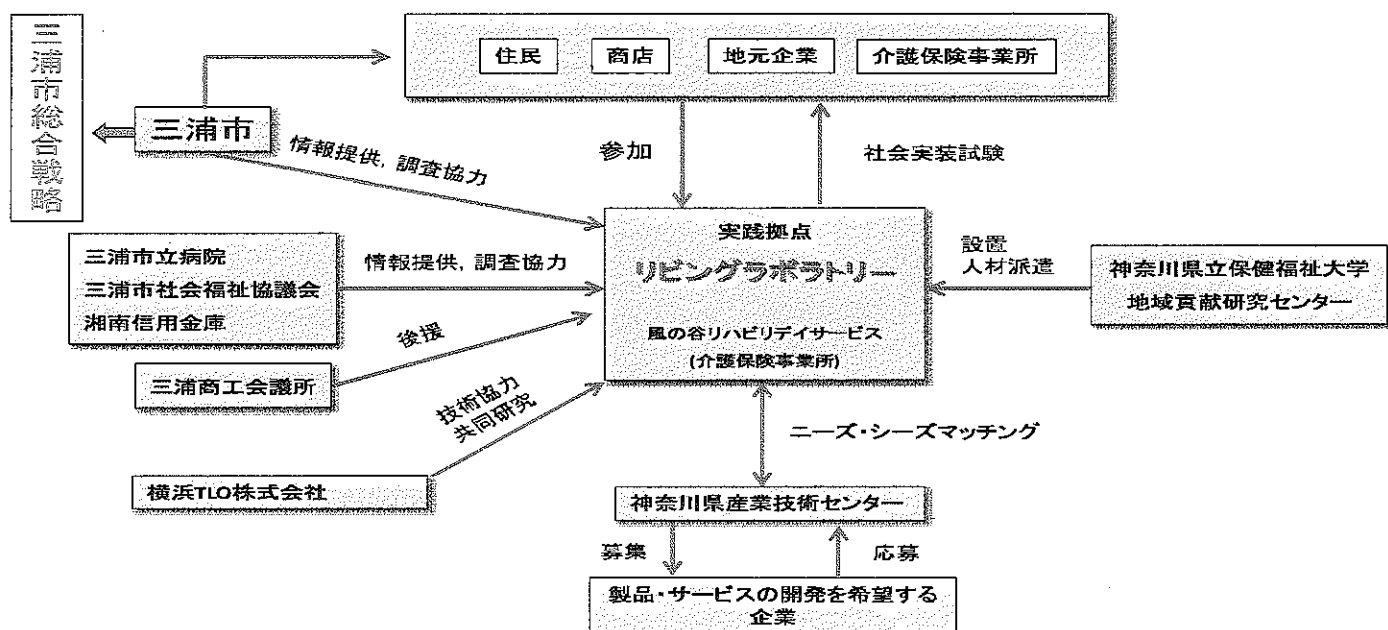 三浦市総合戦略
住民
商店
地元企業
介護保険事業所
三浦市
情報提供,調査協力
参加
社会実装試験
三浦市立病院
三浦市社会福祉協議会
湘南信用金庫
情報提供,調査協力
実践拠点
リビングラボラトリー
風の谷リハビリデイサービス
(介護保険事業所)
設置
人材派遣
神奈川県立保健福祉大学
地域貢献研究センター
三浦商工会議所
後援
技術協力
共同研究
横浜TLO株式会社
ニーズ・シーズマッチング
神奈川県産業技術センター
募集
応募
製品・サービスの開発を希望する
企業